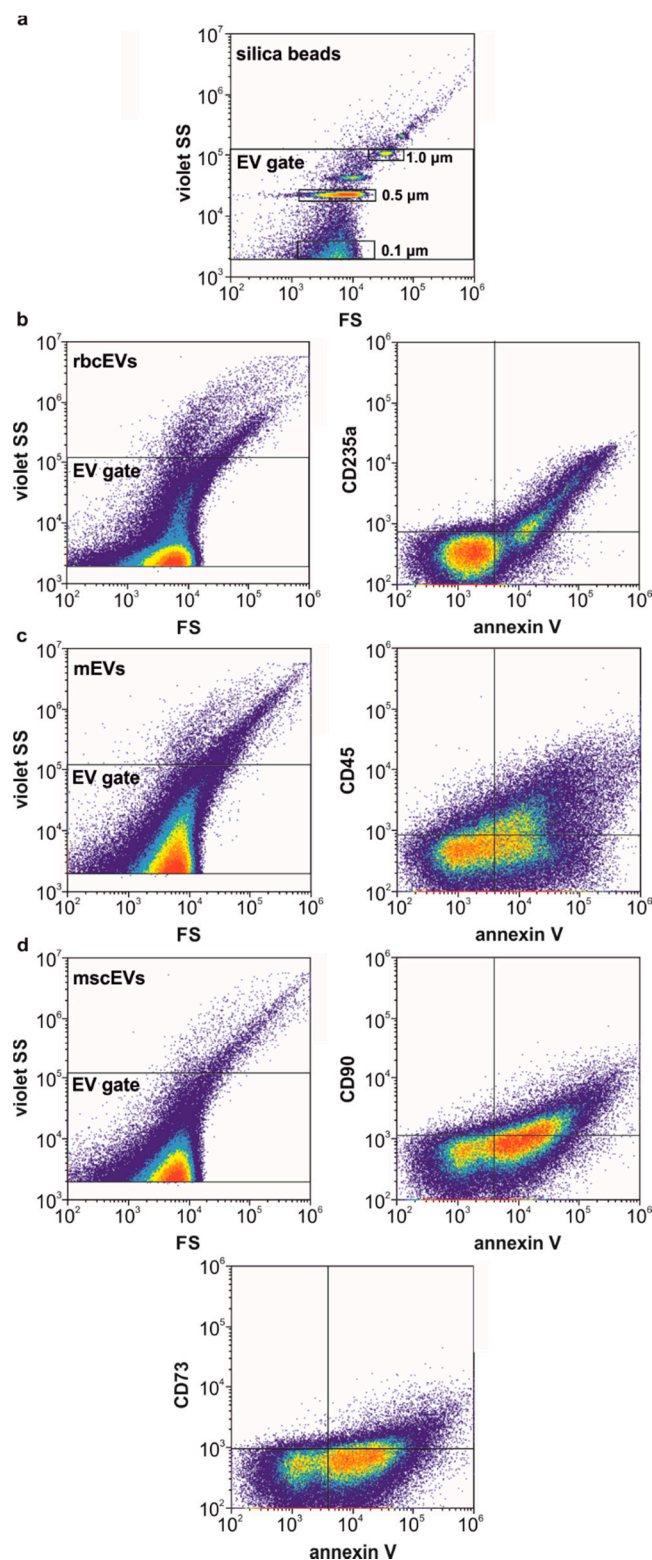 a
silica beads
10⁷
10⁶
10⁵
10⁴
10³
violet SS
EV gate
1.0 µm
0.5 µm
0.1 µm
10² 10³ 10⁴ 10⁵ 10⁶
FS
b
rbcEVs
10⁷
10⁶
10⁵
10⁴
10³
violet SS
EV gate
10² 10³ 10⁴ 10⁵ 10⁶
FS
10⁶
10⁵
10⁴
10³
10²
CD235a
10² 10³ 10⁴ 10⁵ 10⁶
annexin V
c
mEVs
10⁷
10⁶
10⁵
10⁴
10³
violet SS
EV gate
10² 10³ 10⁴ 10⁵ 10⁶
FS
10⁶
10⁵
10⁴
10³
10²
CD45
10² 10³ 10⁴ 10⁵ 10⁶
annexin V
d
mscEVs
10⁷
10⁶
10⁵
10⁴
10³
violet SS
EV gate
10² 10³ 10⁴ 10⁵ 10⁶
FS
10⁶
10⁵
10⁴
10³
10²
CD90
10² 10³ 10⁴ 10⁵ 10⁶
annexin V
10⁶
10⁵
10⁴
10³
10²
CD73
10² 10³ 10⁴ 10⁵ 10⁶
annexin V